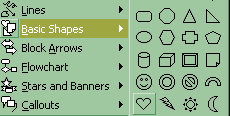 Lines
Basic Shapes
Block Arrows
Flowchart
Stars and Banners
Callouts